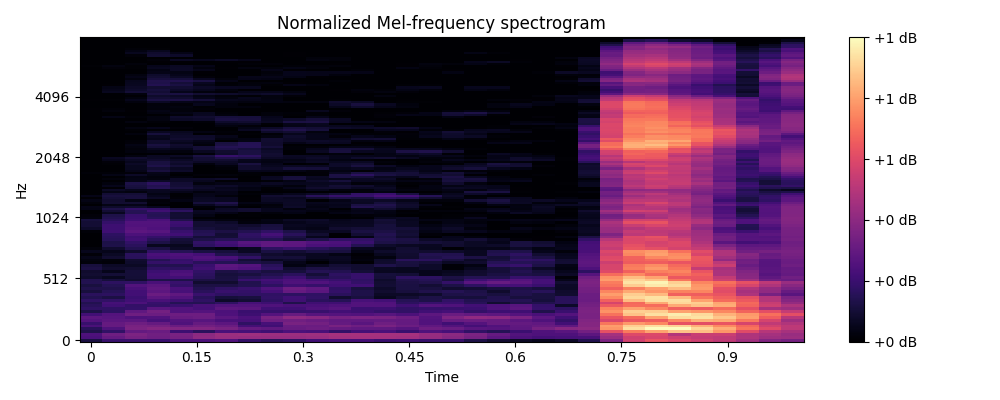 Normalized Mel-frequency spectrogram
Hz
4096
2048
1024
512
0
0 0.15 0.3 0.45 0.6 0.75 0.9
Time
+1 dB
+1 dB
+1 dB
+0 dB
+0 dB
+0 dB